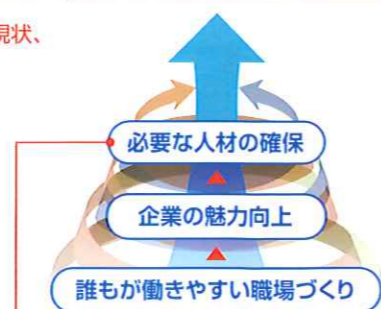 現状、
必要な人材の確保
企業の魅力向上
誰もが働きやすい職場づくり